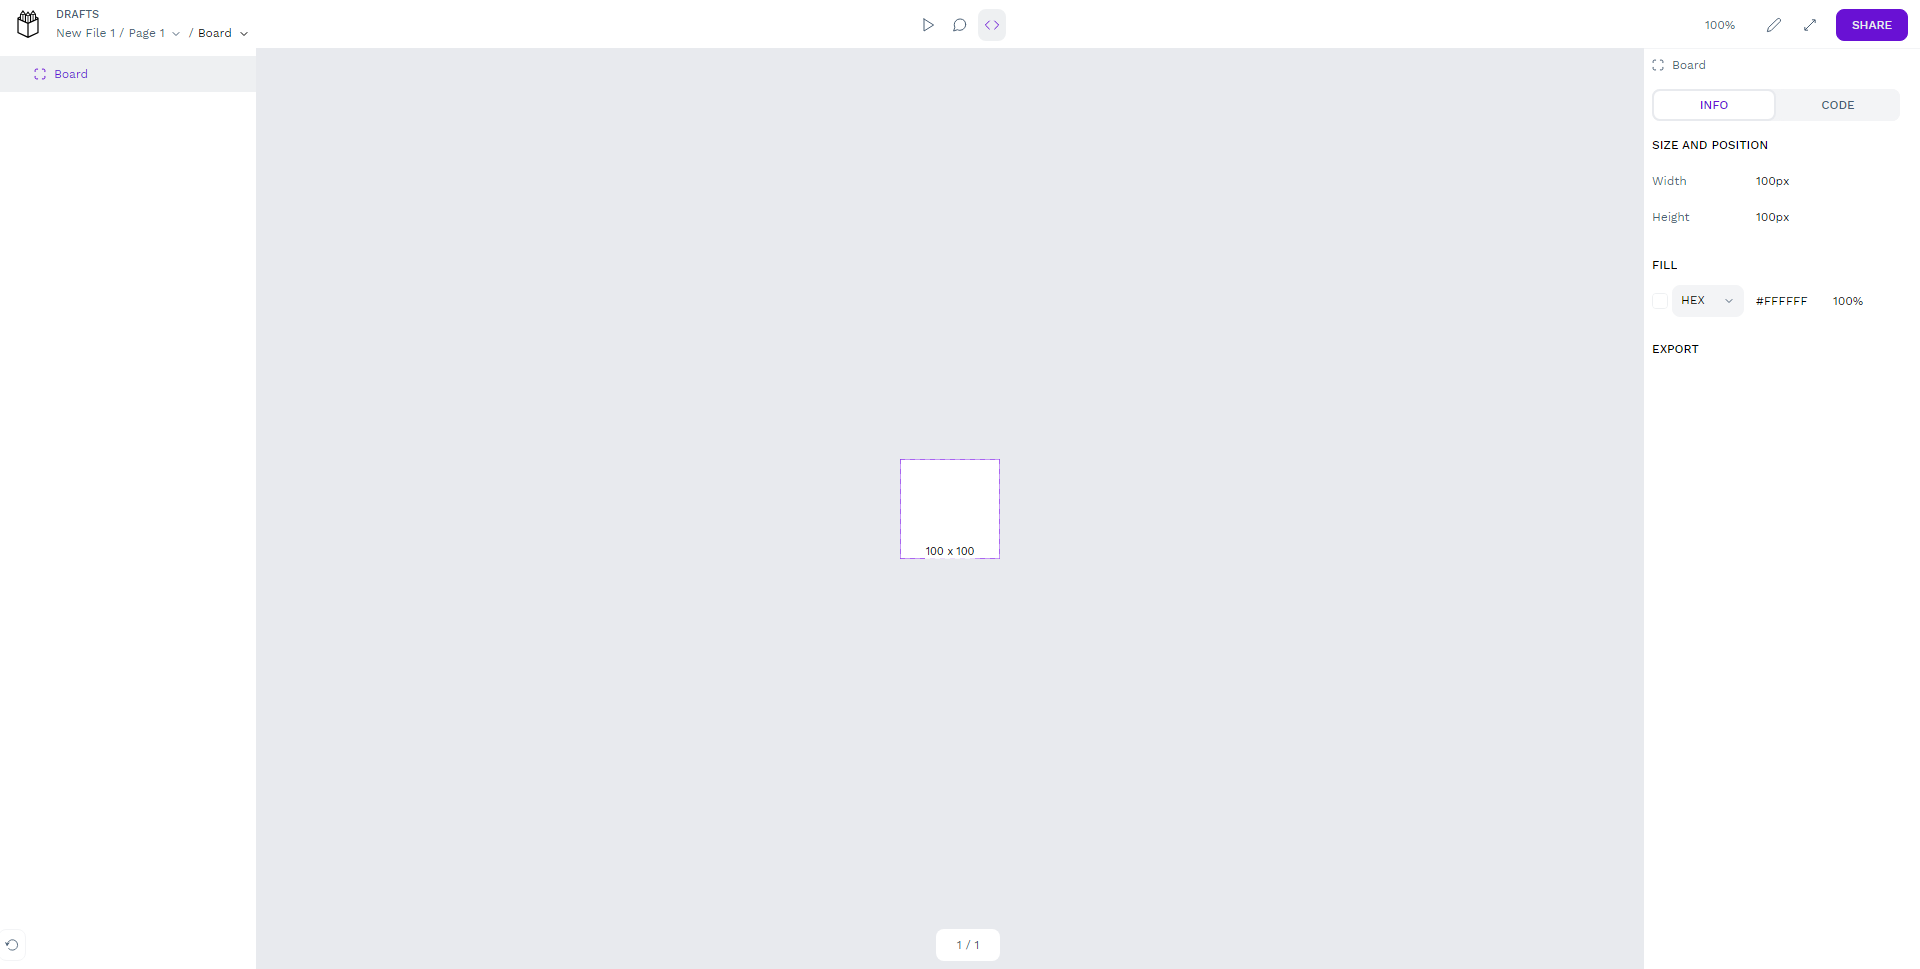 DRAFTS
New File 1 / Page 1 / Board
100%
SHARE
Board
Board
INFO
CODE
SIZE AND POSITION
Width 100px
Height 100px
FILL
HEX #FFFFFF 100%
EXPORT
100 x 100
1 / 1